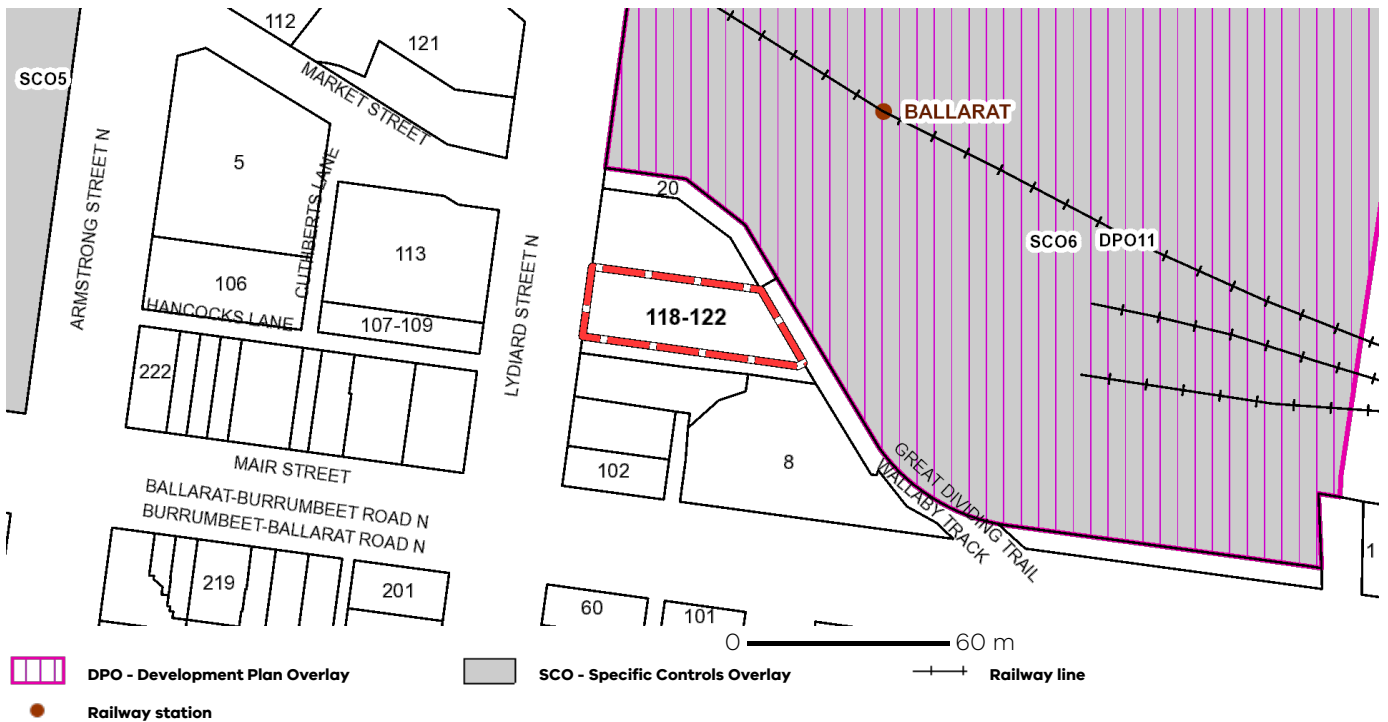 112
121
SCO5
MARKET STREET
BALLARAT
5
CUTHBERTS LANE
20
ARMSTRONG STREET N
113
LYDIARD STREET N
SCO6 DPO11
106
HANCOCKS LANE
107-109
118-122
222
MAIR STREET
102
8
GREAT DIVIDING TRAIL
WALLABY TRACK
BALLARAT-BURRUMBEET ROAD N
BURRUMBEET-BALLARAT ROAD N
1
219
201
60
101
0 60 m
DPO - Development Plan Overlay
SCO - Specific Controls Overlay
Railway line
Railway station